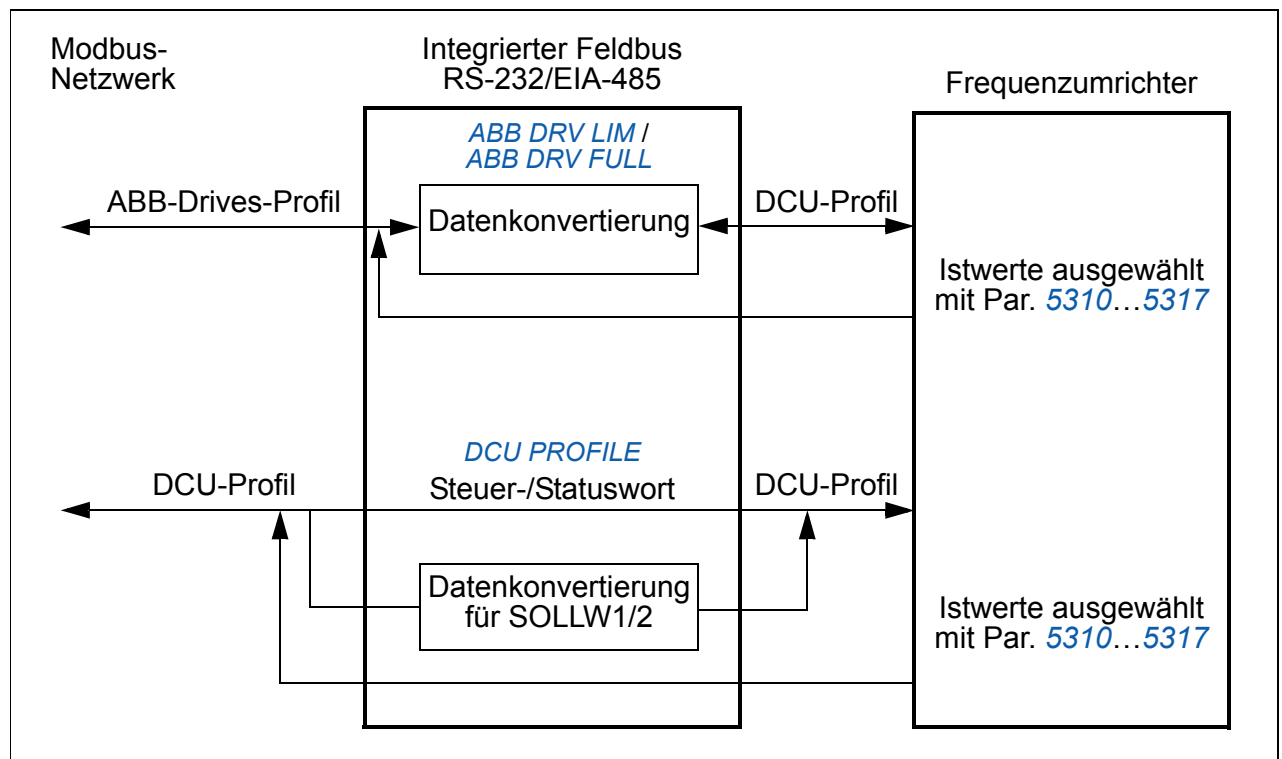 Modbus-
Netzwerk
Integrierter Feldbus
RS-232/EIA-485
Frequenzumrichter
ABB DRV LIM /
ABB DRV FULL
ABB-Drives-Profil
Datenkonvertierung
DCU-Profil
Istwerte ausgewählt
mit Par. 5310…5317
DCU PROFILE
DCU-Profil
Steuer-/Statuswort
DCU-Profil
Datenkonvertierung
für SOLLW1/2
Istwerte ausgewählt
mit Par. 5310…5317